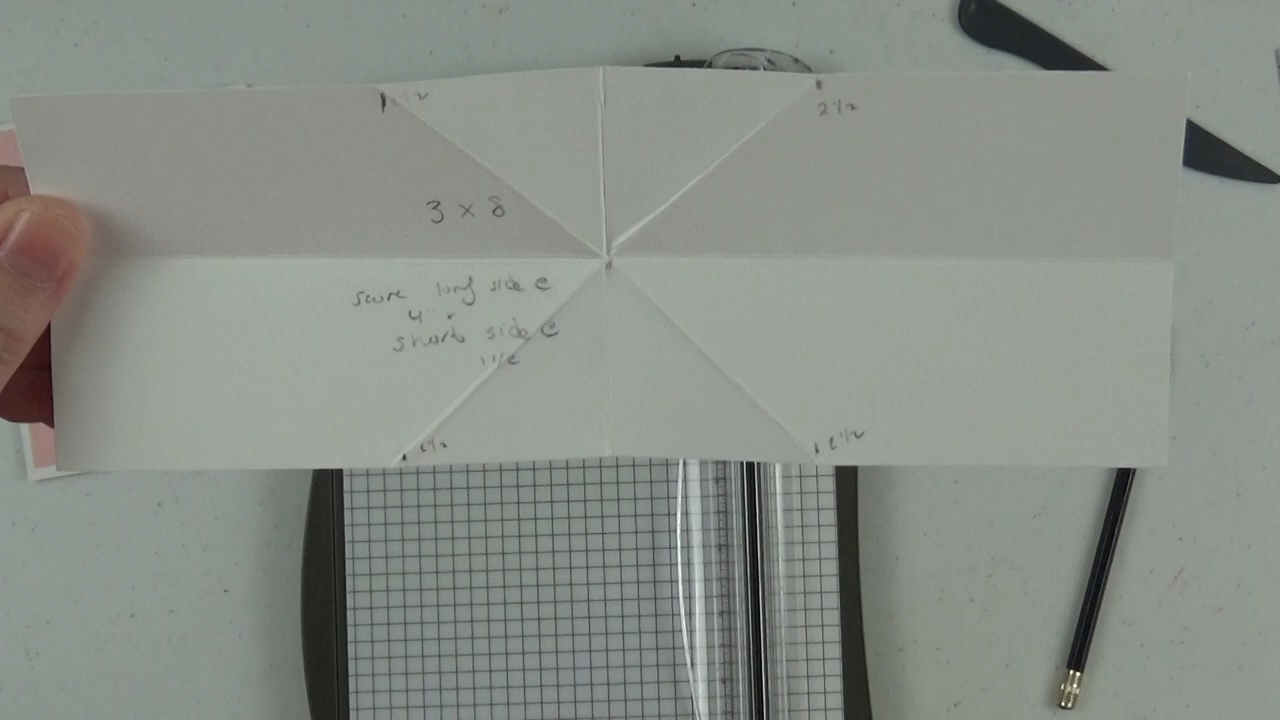 2 1/2
2 1/2
3 x 8
score long side @
4
short side @
1 1/2
2 1/2
2 1/2